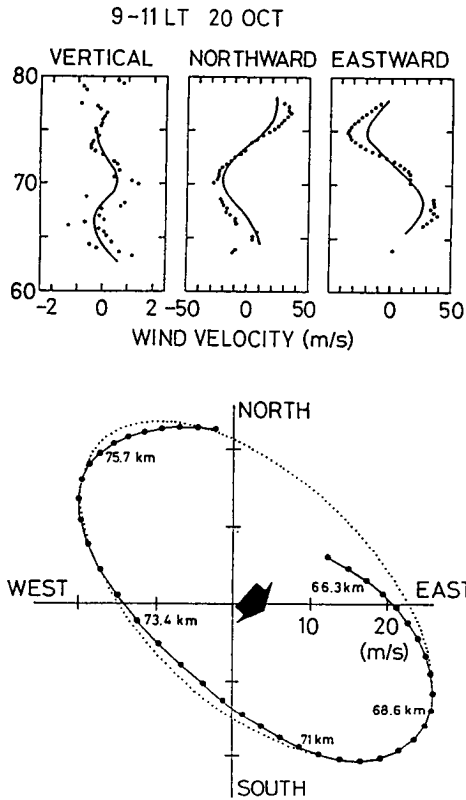 9-11 LT 20 OCT
VERTICAL NORTHWARD EASTWARD
80
70
60
-2 0 2 -50 0 50 0 50
WIND VELOCITY (m/s)
NORTH
75.7 km
WEST 66.3km EAST
73.4 km 10 20
(m/s)
68.6 km
71 km
SOUTH